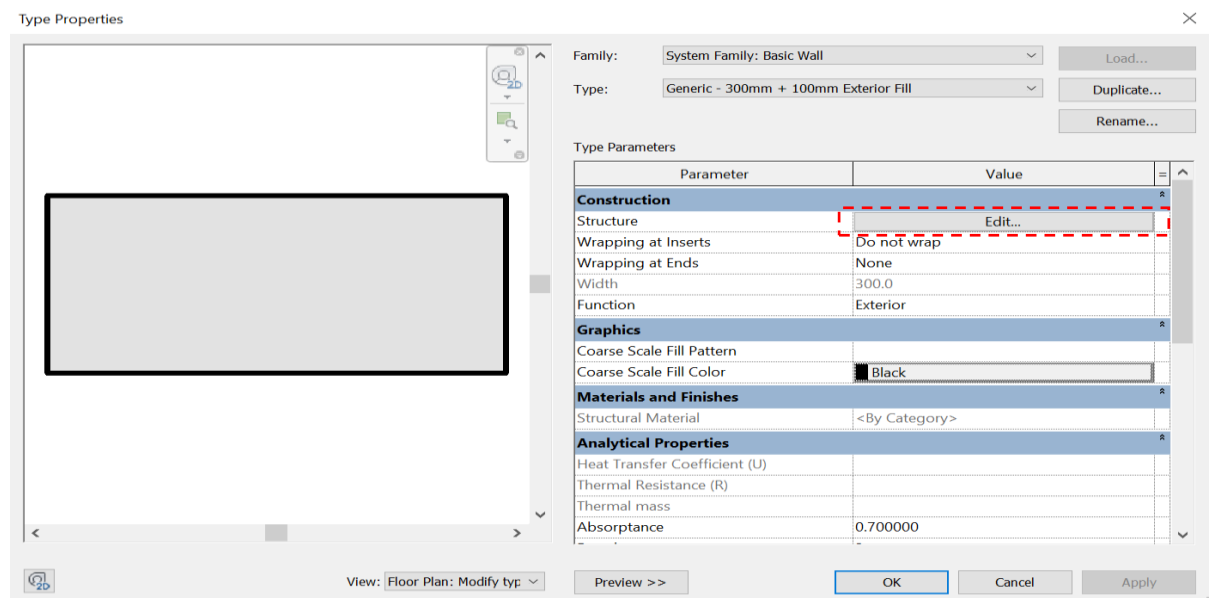 Type Properties
2D
Family: System Family: Basic Wall Load...
Type: Generic - 300mm + 100mm Exterior Fill Duplicate...
Rename...
Type Parameters
Parameter Value =
Construction
Structure Edit...
Wrapping at Inserts Do not wrap
Wrapping at Ends None
Width 300.0
Function Exterior
Graphics
Coarse Scale Fill Pattern
Coarse Scale Fill Color Black
Materials and Finishes
Structural Material <By Category>
Analytical Properties
Heat Transfer Coefficient (U)
Thermal Resistance (R)
Thermal mass
Absorptance 0.700000
2D View: Floor Plan: Modify typ Preview >> OK Cancel Apply